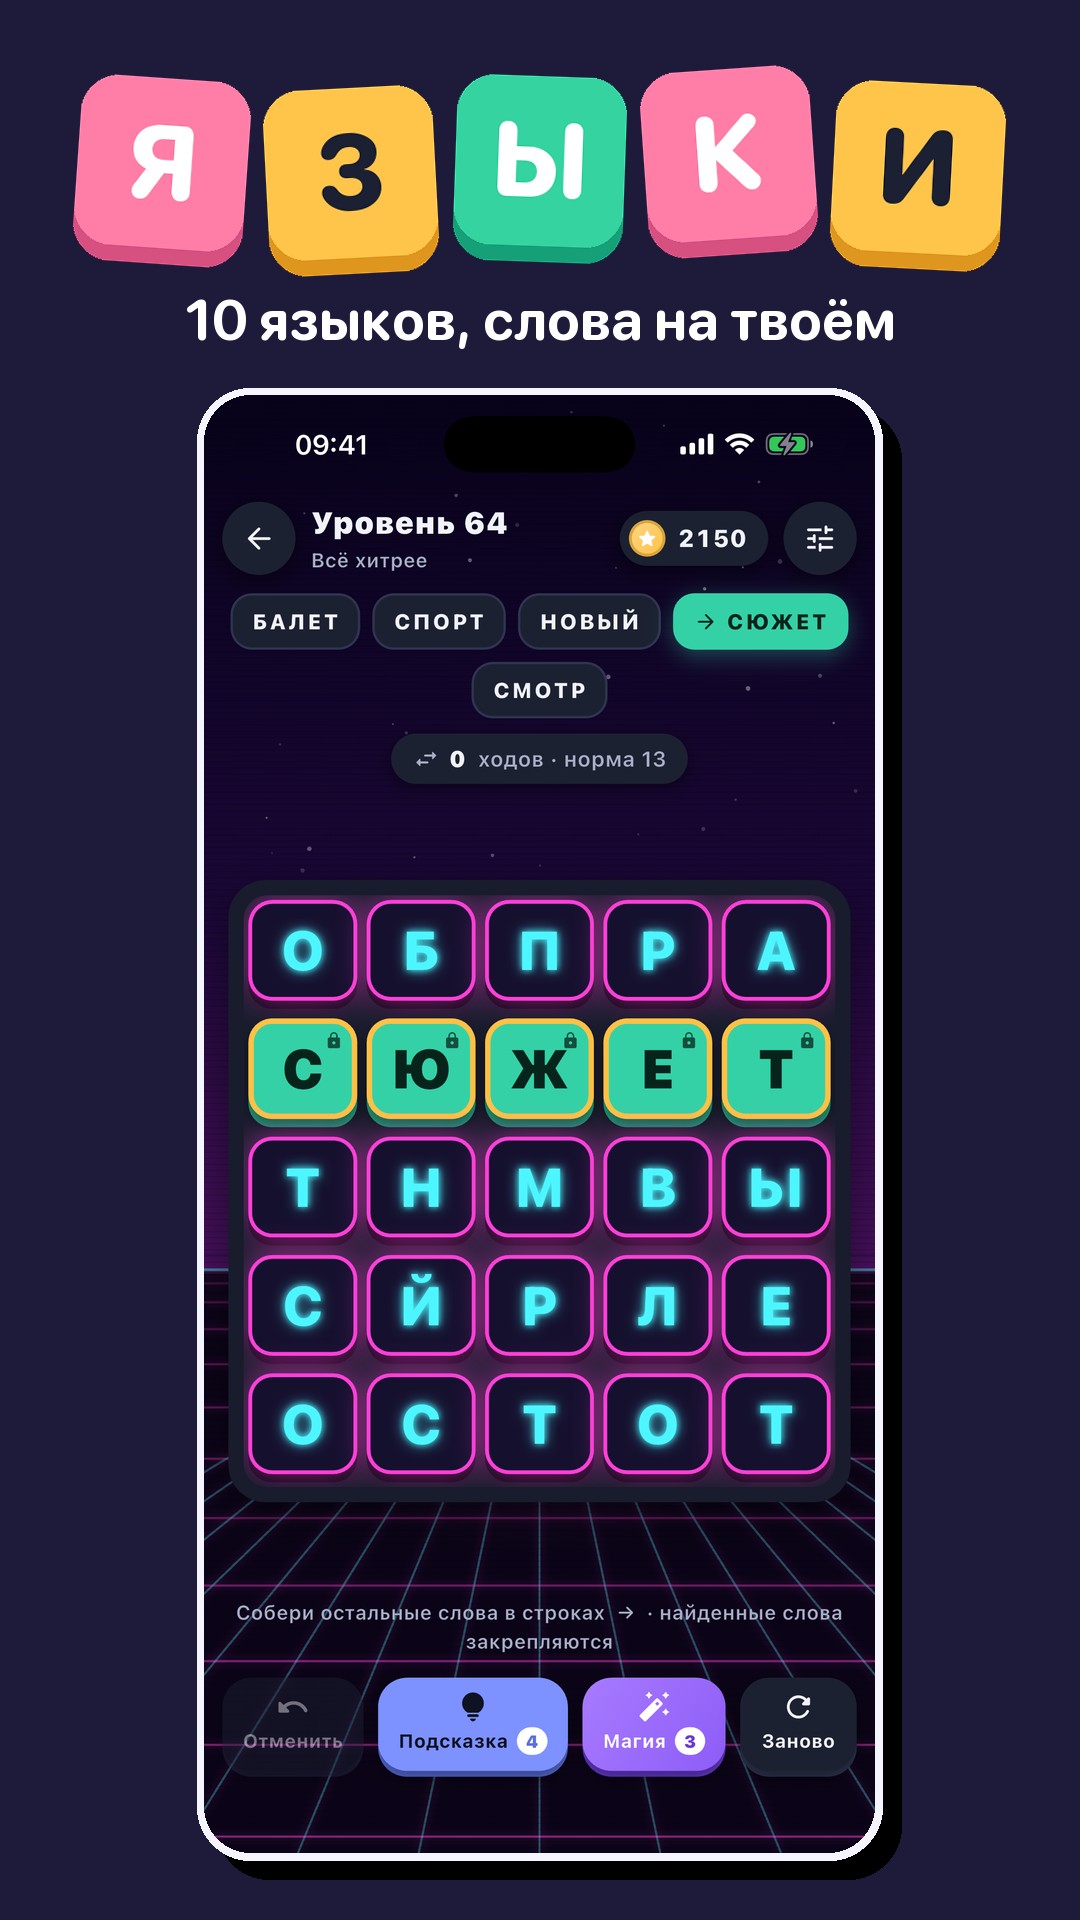 ЯЗЫКИ
10 языков, слова на твоём
09:41
Уровень 64
Всё хитрее
2150
БАЛЕТ СПОРТ НОВЫЙ → СЮЖЕТ
СМОТР
0 ходов · норма 13
О Б П Р А
С Ю Ж Е Т
Т Н М В Ы
С Й Р Л Е
О С Т О Т
Собери остальные слова в строках → · найденные слова
закрепляются
Отменить Подсказка 4 Магия 3 Заново